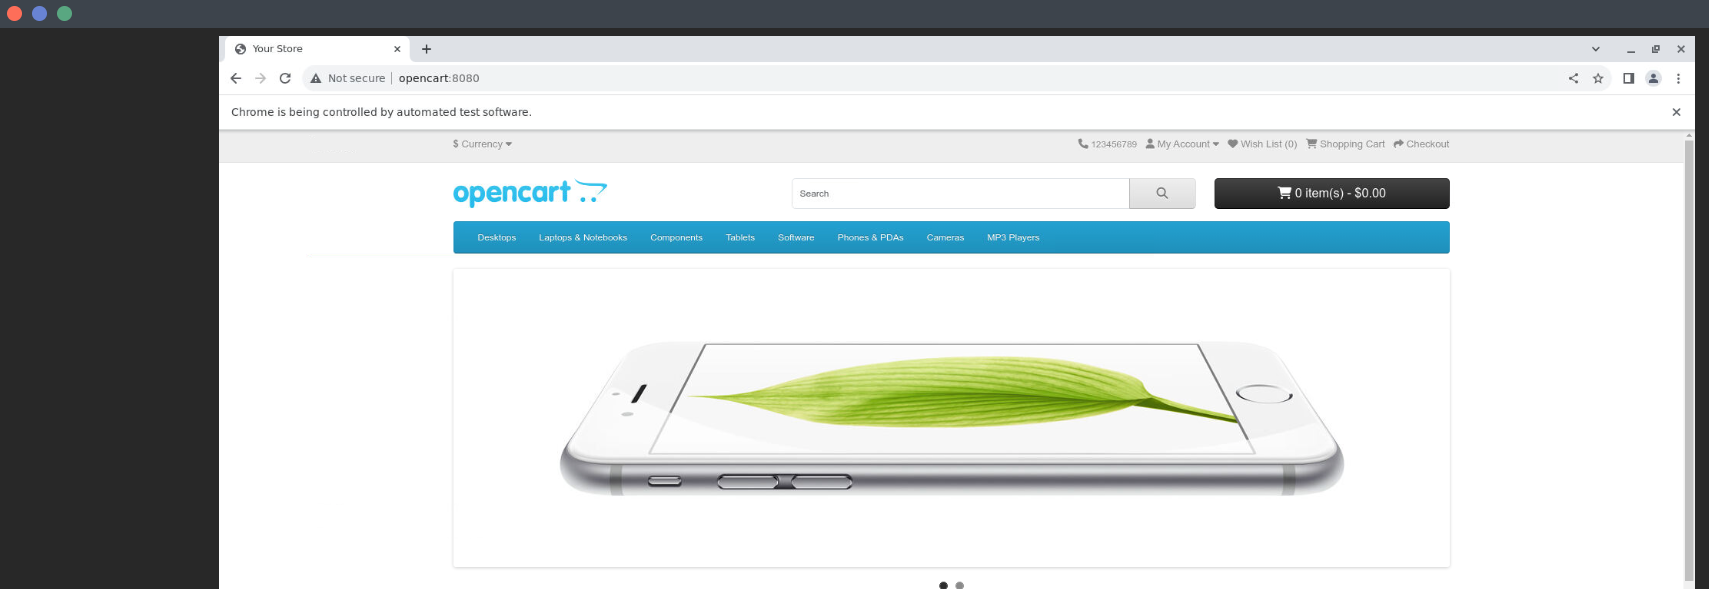 Your Store
Not secure opencart:8080
Chrome is being controlled by automated test software.
$ Currency 123456789 My Account Wish List (0) Shopping Cart Checkout
opencart Search 0 item(s) - $0.00
Desktops Laptops & Notebooks Components Tablets Software Phones & PDAs Cameras MP3 Players